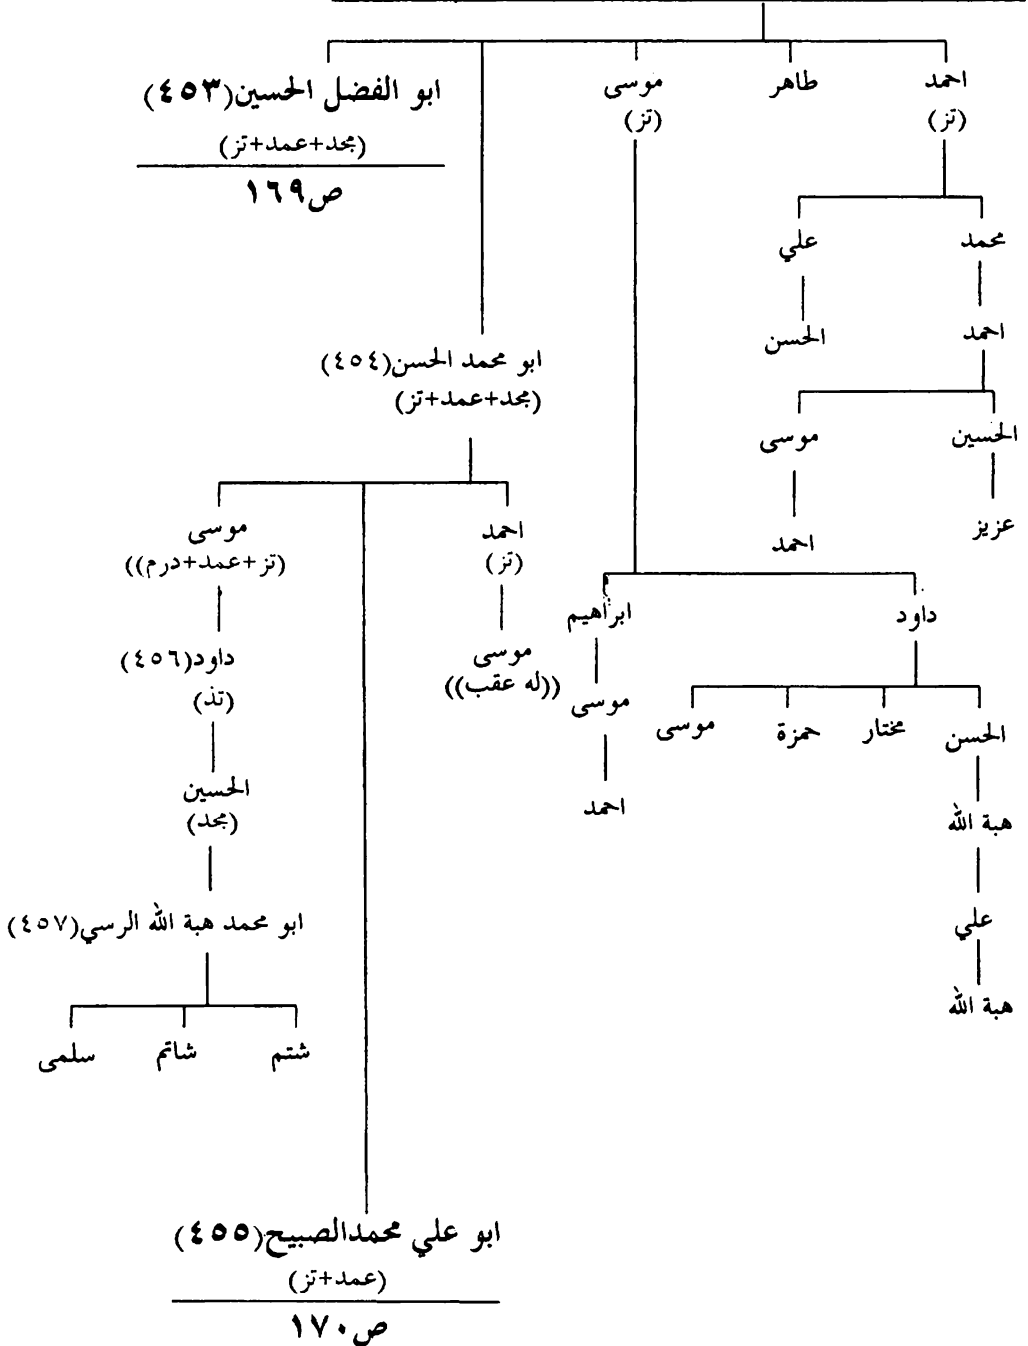 احمد
(تز)
طاهر
موسى
(تز)
ابو الفضل الحسين(٤٥٣)
(مجد+عمد+تز)
ص١٦٩
محمد
علي
احمد
الحسن
الحسين
موسى
عزيز
احمد
ابو محمد الحسن(٤٥٤)
(مجد+عمد+تز)
احمد
(تز)
موسى
((له عقب))
موسى
(تز+عمد+درم))
داود(٤٥٦)
(تذ)
الحسين
(مجد)
ابو محمد هبة الله الرسي(٤٥٧)
شتم
شاتم
سلمى
داود
ابراهيم
موسى
احمد
الحسن
مختار
حمزة
موسى
هبة الله
علي
هبة الله
ابو علي محمدالصبيح(٤٥٥)
(عمد+تز)
ص١٧٠